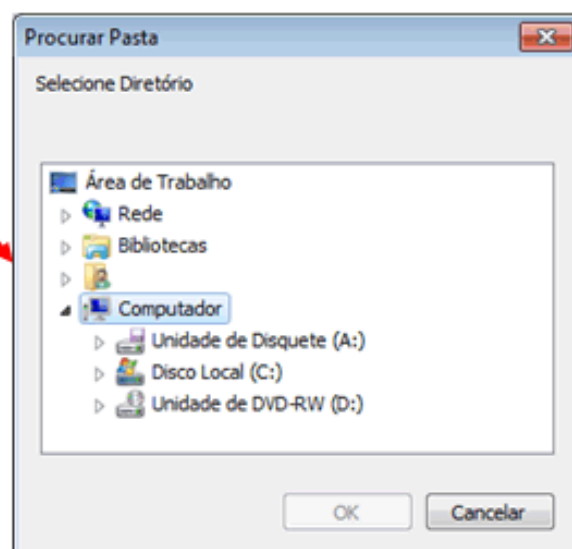 Procurar Pasta
Selecione Diretório
Área de Trabalho
Rede
Bibliotecas
Computador
Unidade de Disquete (A:)
Disco Local (C:)
Unidade de DVD-RW (D:)
OK Cancelar